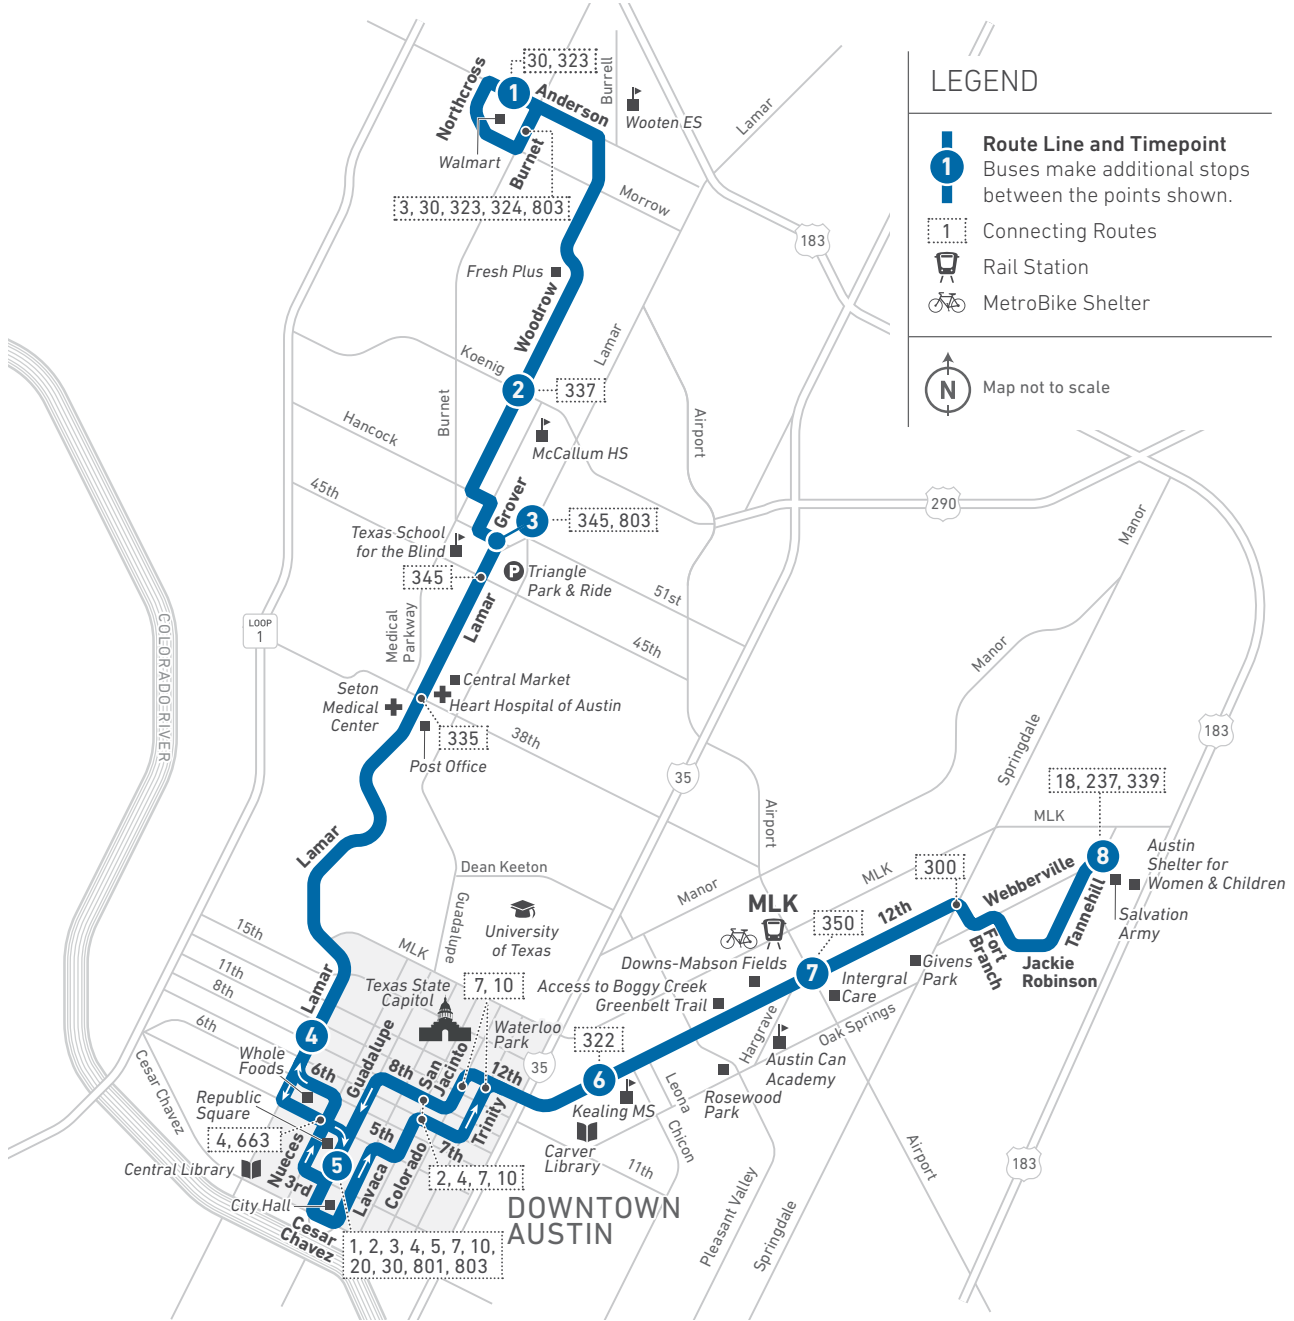 30, 323
1
Northcross
Anderson
Burrell
Wooten ES
Walmart
Burnet
Lamar
3, 30, 323, 324, 803
Morrow
183
Fresh Plus
Woodrow
Lamar
Koenig
2
337
Burnet
Airport
Hancock
McCallum HS
45th
Grover
3
345, 803
290
Manor
Texas School
for the Blind
345
P
Triangle
Park & Ride
51st
Medical
Parkway
Lamar
45th
LOOP
1
COLORADO RIVER
Manor
Central Market
Seton
Medical
Center
Heart Hospital of Austin
335
38th
Post Office
35
Springdale
183
18, 237, 339
Airport
MLK
Lamar
Dean Keeton
Manor
MLK
300
Webberville
8
Austin
Shelter for
Women & Children
Tannehill
Salvation
Army
Guadalupe
University
of Texas
MLK
12th
350
15th
MLK
Fort
Branch
Jackie
Robinson
Givens
Park
Downs-Mabson Fields
7
Intergral
Care
11th
8th
Lamar
Texas State
Capitol
7, 10
Access to Boggy Creek
Greenbelt Trail
Hargrave
Oak Springs
6th
4
Waterloo
Park
322
Austin Can
Academy
Whole
Foods
6th
Guadalupe
8th
San
Jacinto
12th
35
6
Kealing MS
Rosewood
Park
Leona
Chicon
Cesar Chavez
Republic
Square
4, 663
5th
7th
Trinity
Carver
Library
11th
Airport
183
Central Library
Nueces
3rd
5
Lavaca
Colorado
2, 4, 7, 10
City Hall
Cesar
Chavez
DOWNTOWN
AUSTIN
Pleasant Valley
Springdale
1, 2, 3, 4, 5, 7, 10,
20, 30, 801, 803
LEGEND
1
Route Line and Timepoint
Buses make additional stops
between the points shown.
1
Connecting Routes
Rail Station
MetroBike Shelter
N
Map not to scale